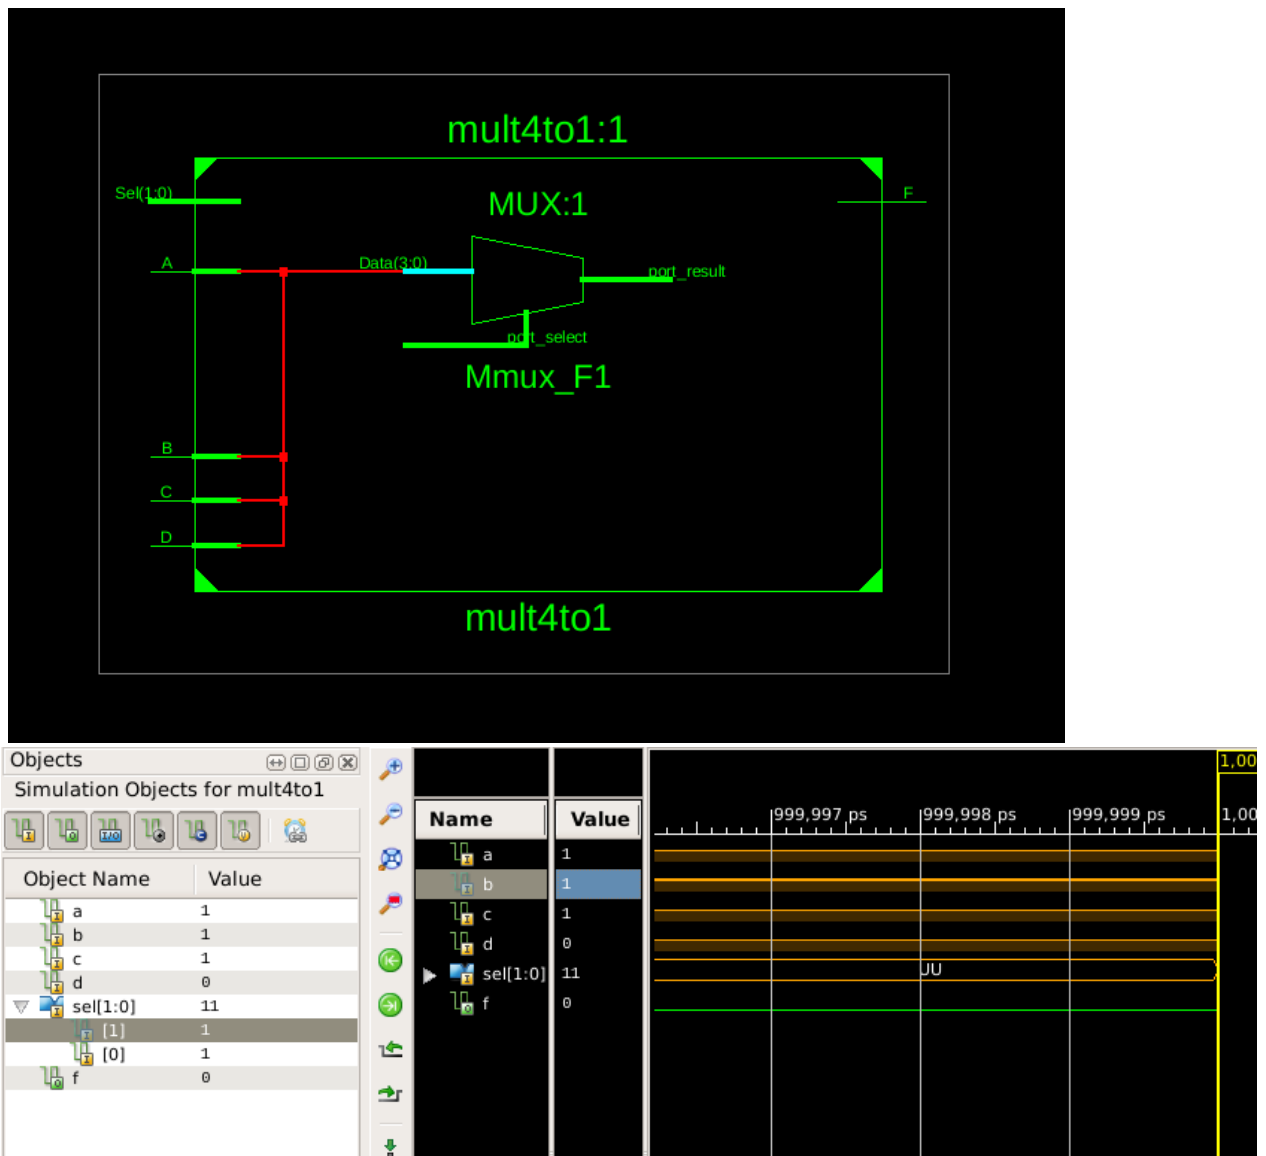 mult4to1:1
Sel(1:0)
F
MUX:1
A
Data(3:0)
port_result
port_select
Mmux_F1
B
C
D
mult4to1
Objects
Simulation Objects for mult4to1
Object Name Value
a 1
b 1
c 1
d 0
sel[1:0] 11
[1] 1
[0] 1
f 0
1,00
Name Value 999,997 ps 999,998 ps 999,999 ps 1,00
a 1
b 1
c 1
d 0
sel[1:0] 11 UU
f 0